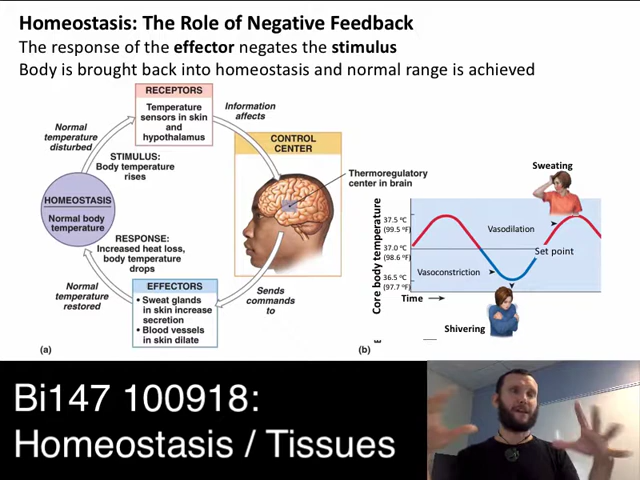 Homeostasis: The Role of Negative Feedback
The response of the effector negates the stimulus
Body is brought back into homeostasis and normal range is achieved
RECEPTORS
Temperature
sensors in skin
and
hypothalamus
Information
affects
CONTROL
CENTER
Thermoregulatory
center in brain
Normal
temperature
disturbed
STIMULUS:
Body temperature
rises
HOMEOSTASIS
Normal body
temperature
RESPONSE:
Increased heat loss,
body temperature
drops
Normal
temperature
restored
EFFECTORS
• Sweat glands
in skin increase
secretion
• Blood vessels
in skin dilate
Sends
commands
to
(a)
Sweating
Core body temperature
37.5 °C
(99.5 °F)
37.0 °C
(98.6 °F)
36.5 °C
(97.7 °F)
Vasodilation
Set point
Vasoconstriction
Time
Shivering
(b)
Bi147 100918:
Homeostasis / Tissues